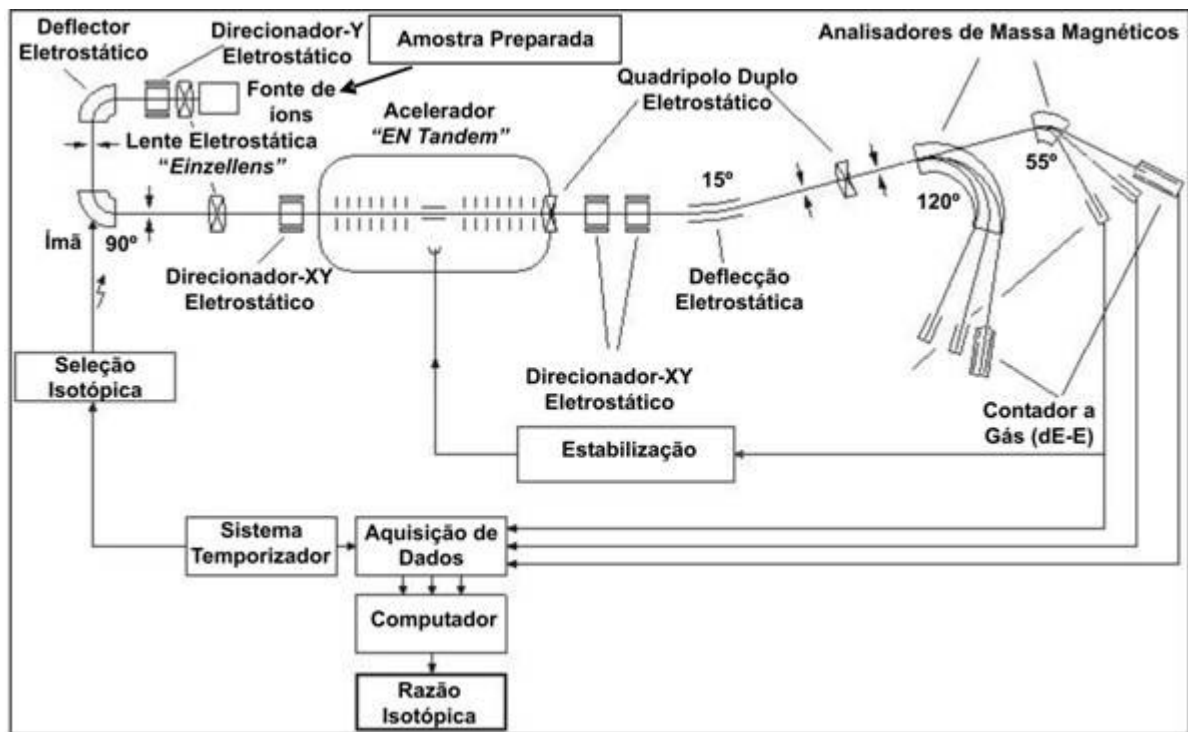 Deflector
Eletrostático
Direcionador-Y
Eletrostático
Amostra Preparada
Analisadores de Massa Magnéticos
Fonte de
íons
Quadripolo Duplo
Eletrostático
Acelerador
“EN Tandem”
Lente Eletrostática
“Einzellens”
15º
55º
120º
Ímã
90º
Direcionador-XY
Eletrostático
Deflecção
Eletrostática
Seleção
Isotópica
Direcionador-XY
Eletrostático
Contador a
Gás (dE-E)
Estabilização
Sistema
Temporizador
Aquisição de
Dados
Computador
Razão
Isotópica